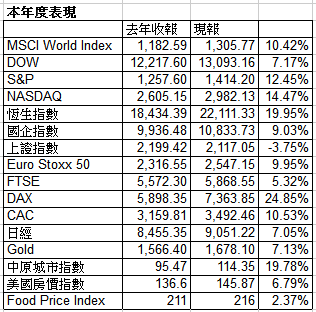 本年度表現
去年收報 現報
MSCI World Index 1,182.59 1,305.77 10.42%
DOW 12,217.60 13,093.16 7.17%
S&P 1,257.60 1,414.20 12.45%
NASDAQ 2,605.15 2,982.13 14.47%
恆生指數 18,434.39 22,111.33 19.95%
國企指數 9,936.48 10,833.73 9.03%
上證指數 2,199.42 2,117.05 -3.75%
Euro Stoxx 50 2,316.55 2,547.15 9.95%
FTSE 5,572.30 5,868.55 5.32%
DAX 5,898.35 7,363.85 24.85%
CAC 3,159.81 3,492.46 10.53%
日經 8,455.35 9,051.22 7.05%
Gold 1,566.40 1,678.10 7.13%
中原城市指數 95.47 114.35 19.78%
美國房價指數 136.6 145.87 6.79%
Food Price Index 211 216 2.37%